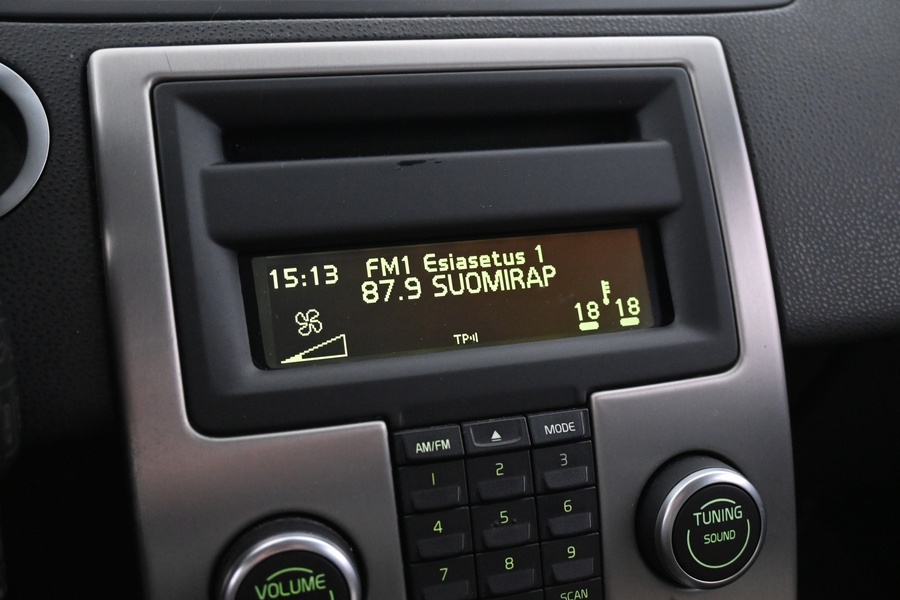 15:13 FM1 Esiasetus 1
87.9 SUOMIRAP
18 18
TP
AM/FM MODE
1 2 3
4 5 6
7 8 9
SCAN
VOLUME
TUNING
SOUND